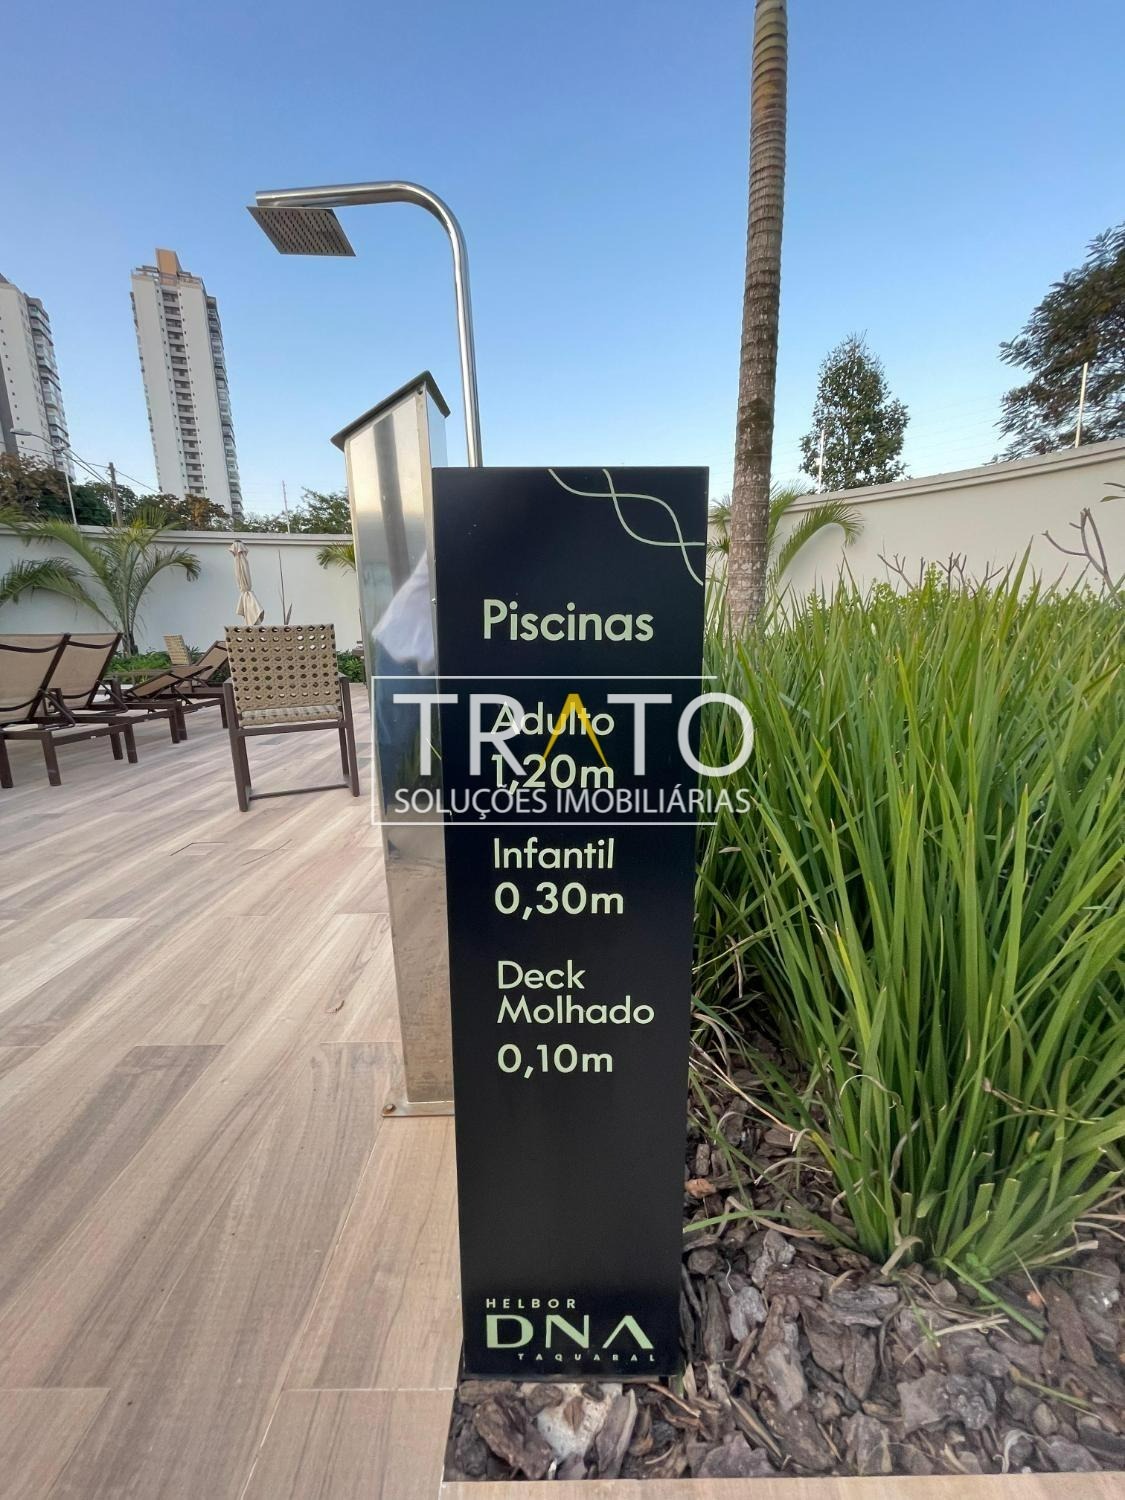 Piscinas
Adulto
1,20m
TRATO
SOLUÇÕES IMOBILIÁRIAS
Infantil
0,30m
Deck
Molhado
0,10m
HELBOR
DNA
TAQUARAL